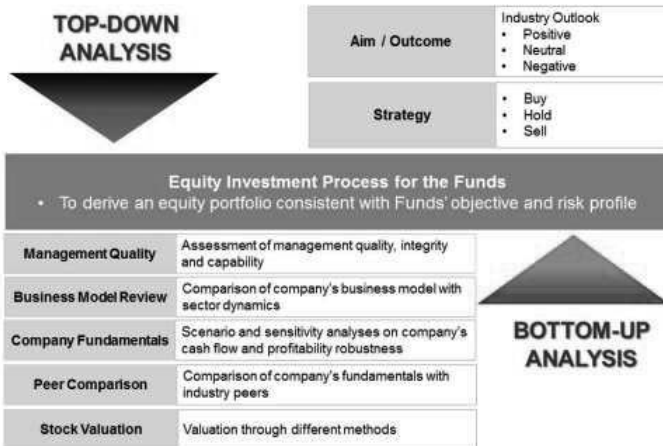 TOP-DOWN
ANALYSIS
Aim / Outcome
Industry Outlook
• Positive
• Neutral
• Negative
Strategy
• Buy
• Hold
• Sell
Equity Investment Process for the Funds
• To derive an equity portfolio consistent with Funds' objective and risk profile
Management Quality
Assessment of management quality, integrity
and capability
Business Model Review
Comparison of company's business model with
sector dynamics
Company Fundamentals
Scenario and sensitivity analyses on company's
cash flow and profitability robustness
Peer Comparison
Comparison of company's fundamentals with
industry peers
Stock Valuation
Valuation through different methods
BOTTOM-UP
ANALYSIS